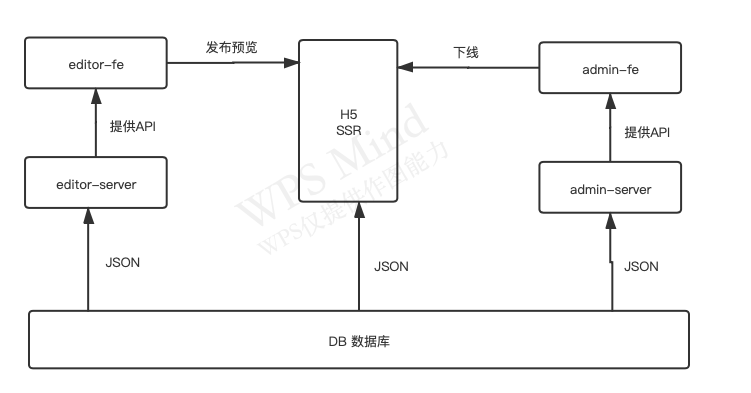 发布预览
下线
editor-fe
admin-fe
H5
SSR
提供API
提供API
editor-server
admin-server
WPS Mind
WPS仅提供作图能力
JSON
JSON
JSON
DB 数据库